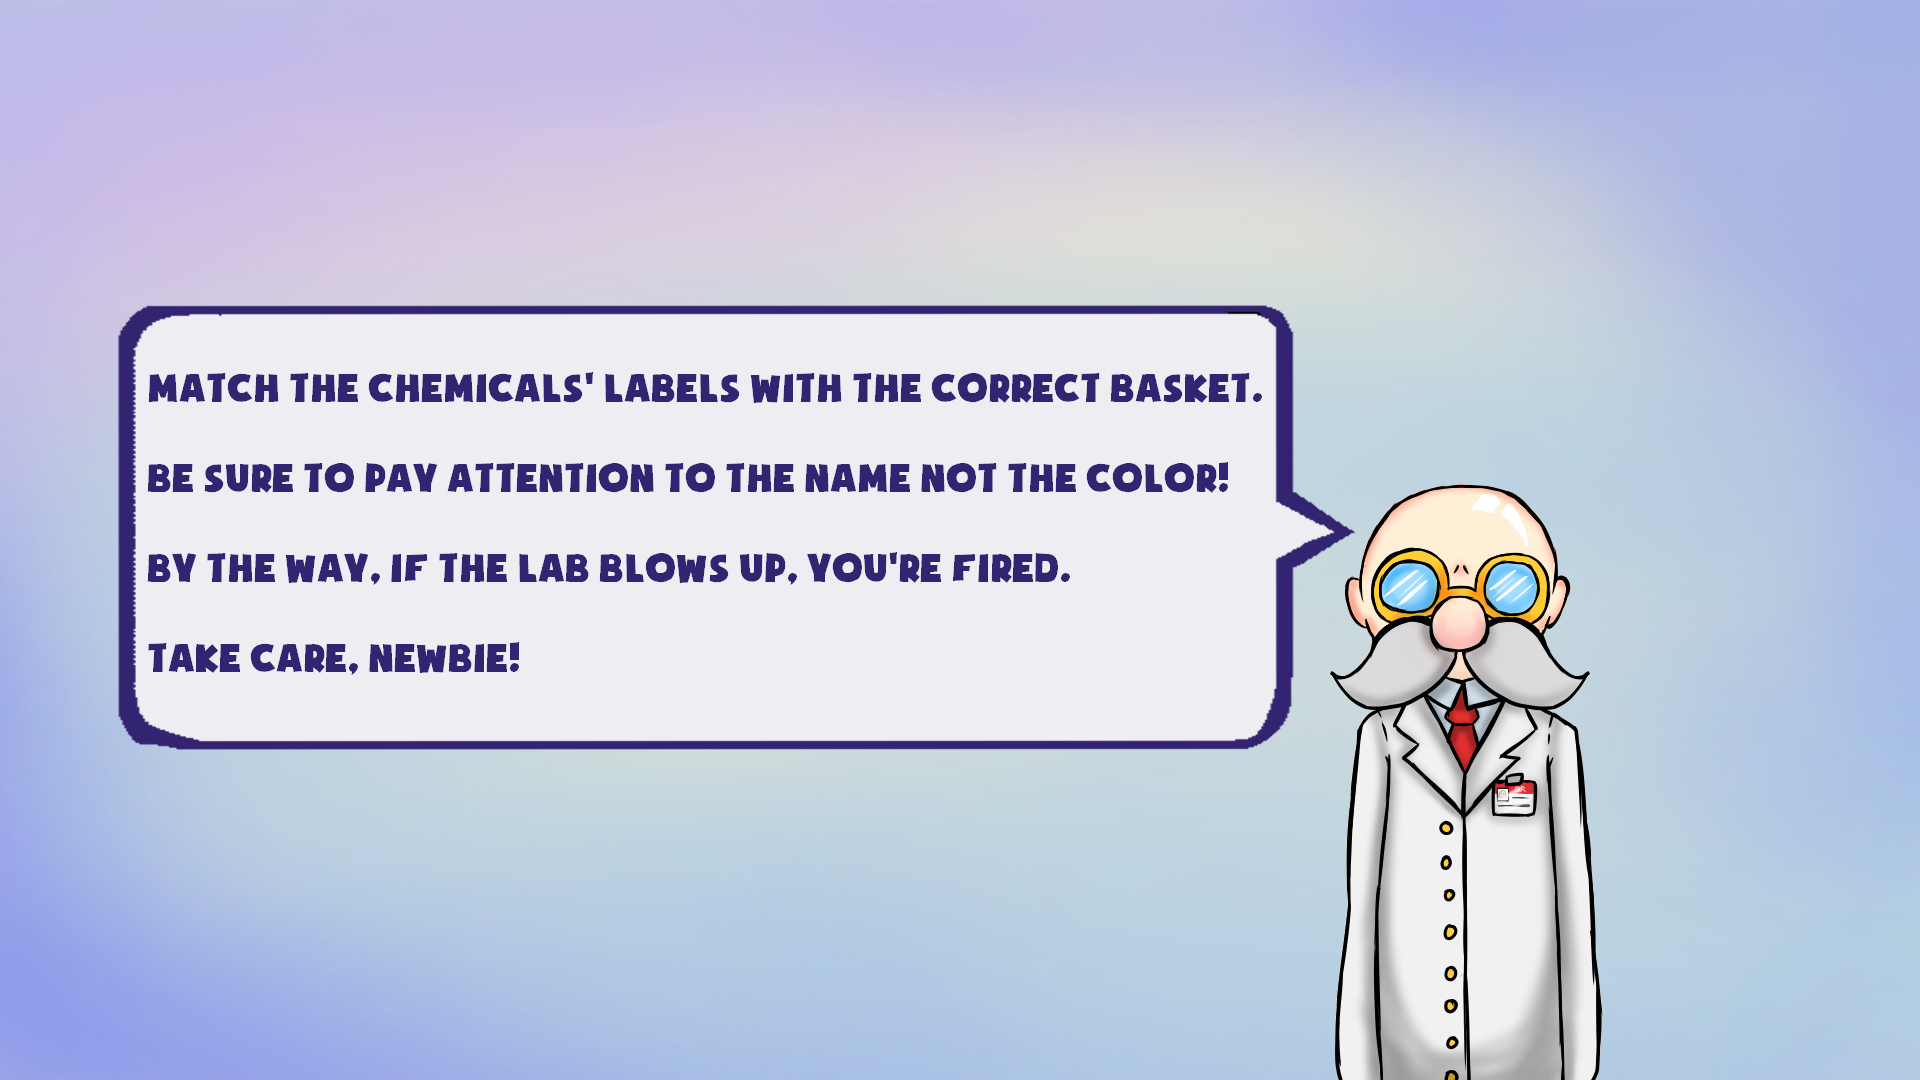 MATCH THE CHEMICALS' LABELS WITH THE CORRECT BASKET.
BE SURE TO PAY ATTENTION TO THE NAME NOT THE COLOR!
BY THE WAY, IF THE LAB BLOWS UP, YOU'RE FIRED.
TAKE CARE, NEWBIE!
DR